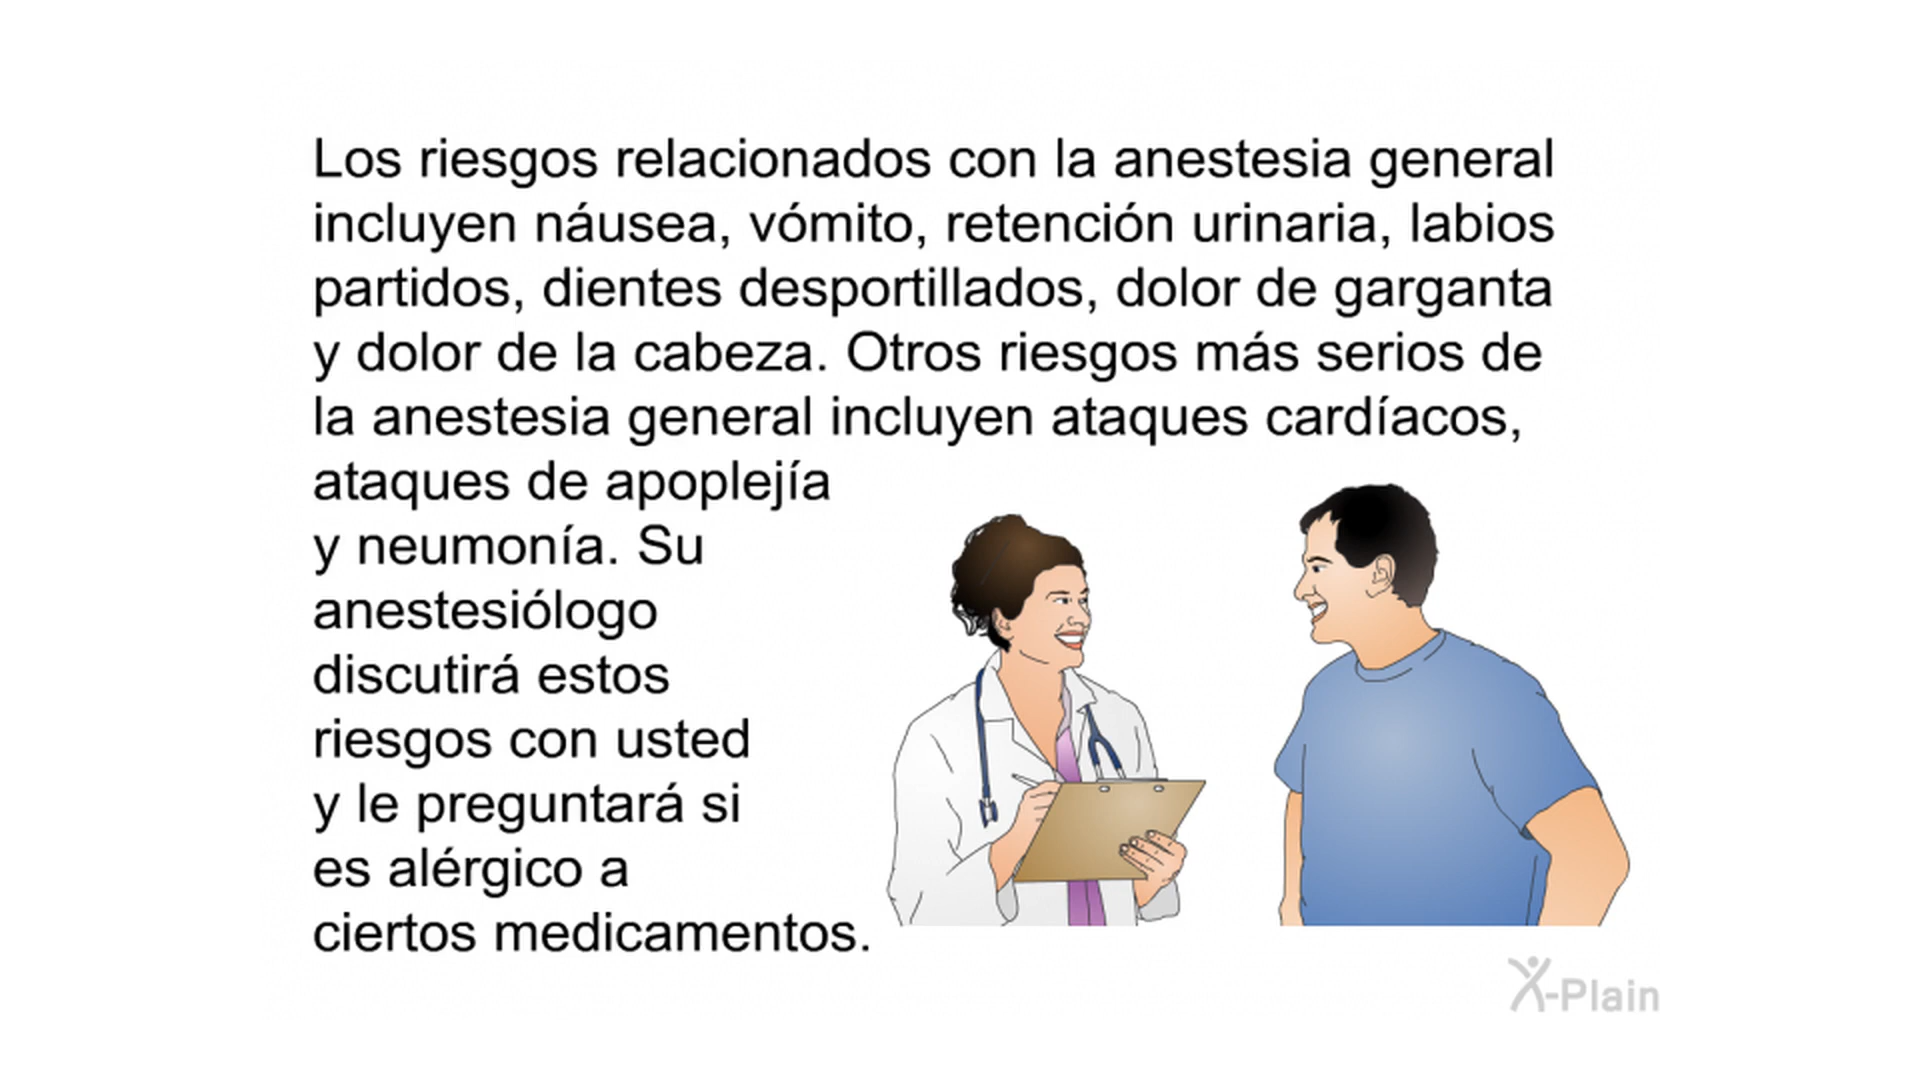 Los riesgos relacionados con la anestesia general
incluyen náusea, vómito, retención urinaria, labios
partidos, dientes desportillados, dolor de garganta
y dolor de la cabeza. Otros riesgos más serios de
la anestesia general incluyen ataques cardíacos,
ataques de apoplejía
y neumonía. Su
anestesiólogo
discutirá estos
riesgos con usted
y le preguntará si
es alérgico a
ciertos medicamentos.
X-Plain